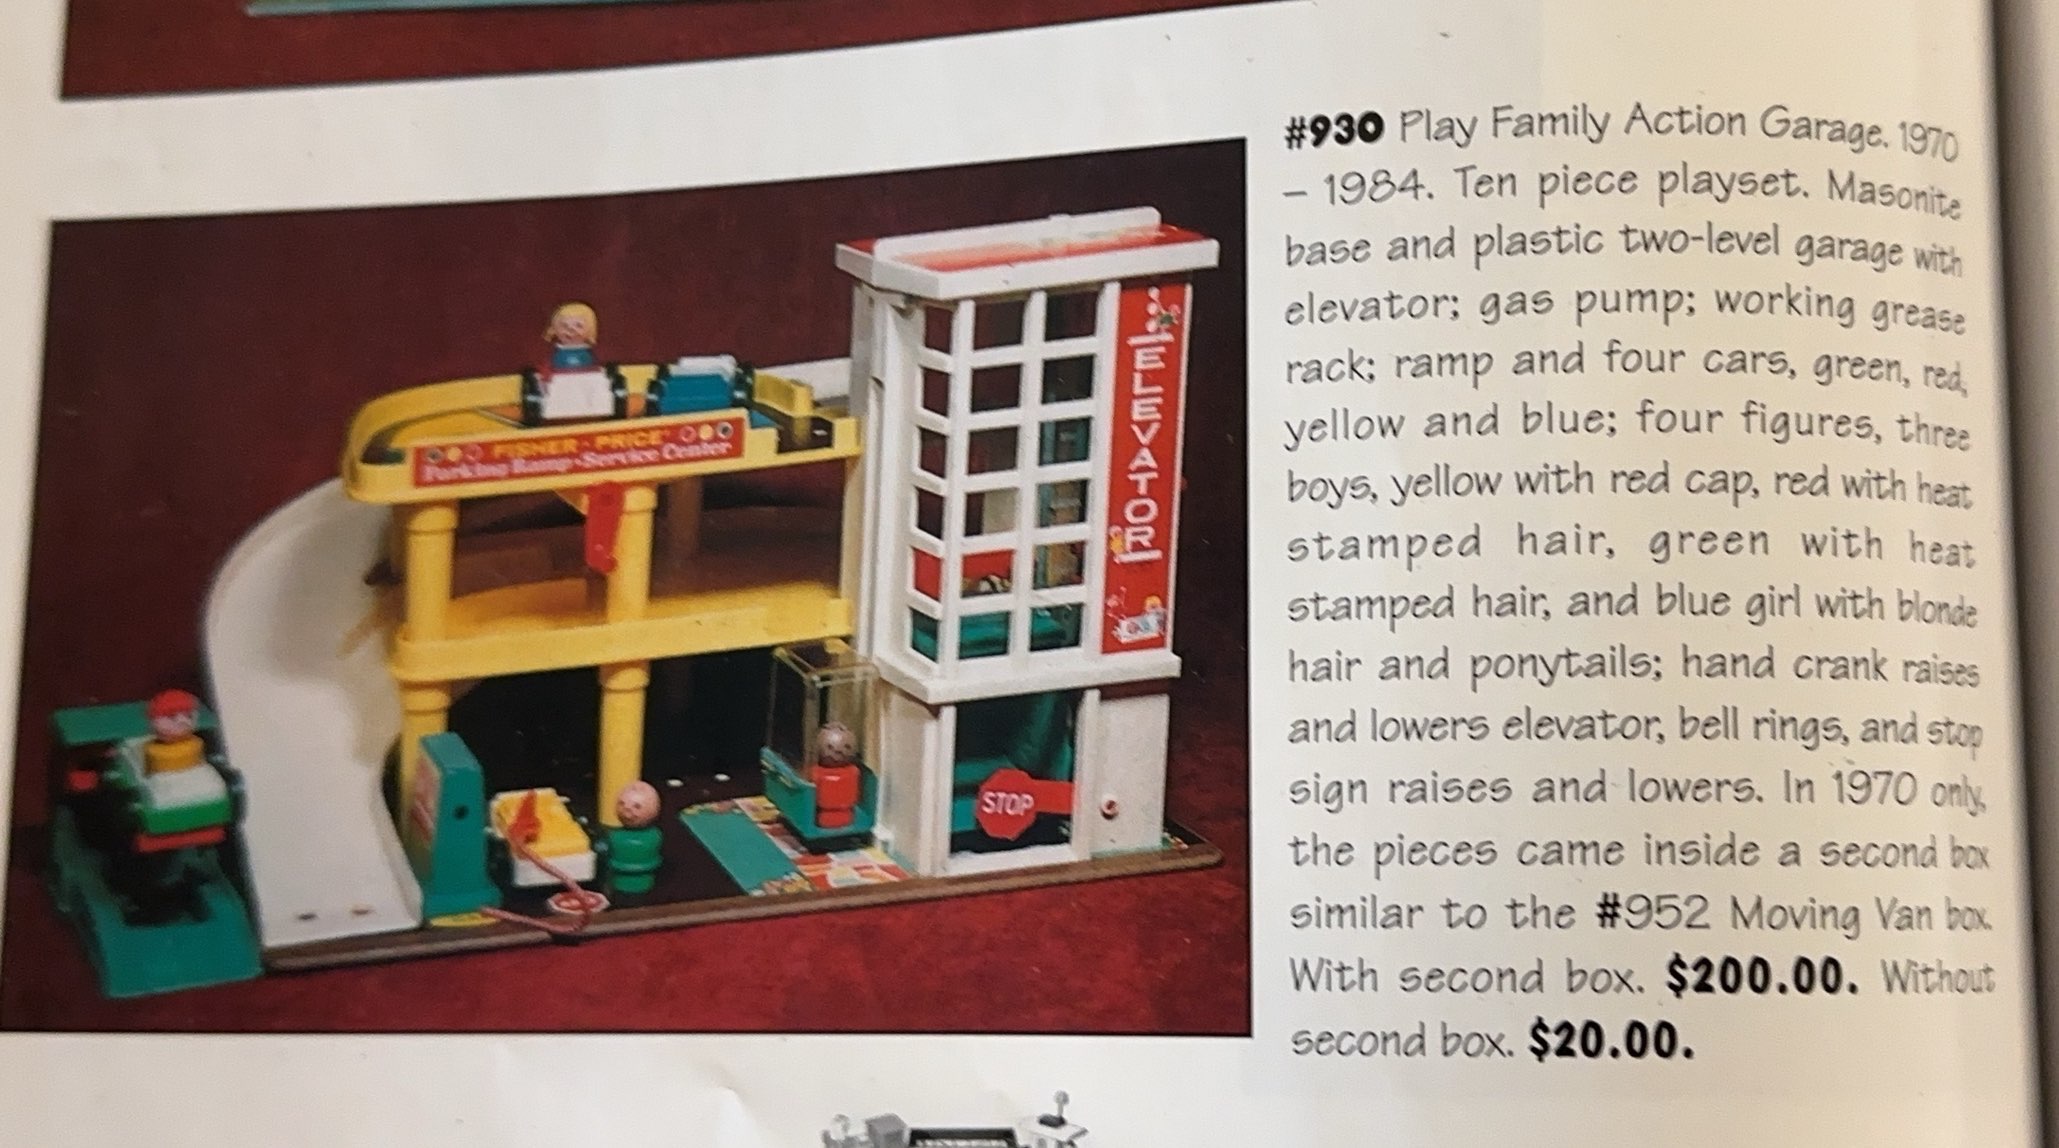 #930 Play Family Action Garage. 1970
– 1984. Ten piece playset. Masonite
base and plastic two-level garage with
elevator; gas pump; working grease
rack; ramp and four cars, green, red,
yellow and blue; four figures, three
boys, yellow with red cap, red with heat
stamped hair, green with heat
stamped hair, and blue girl with blonde
hair and ponytails; hand crank raises
and lowers elevator, bell rings, and stop
sign raises and lowers. In 1970 only,
the pieces came inside a second box
similar to the #952 Moving Van box.
With second box. $200.00. Without
second box. $20.00.
FISHER-PRICE
Parking Ramp-Service Center
ELEVATOR
STOP